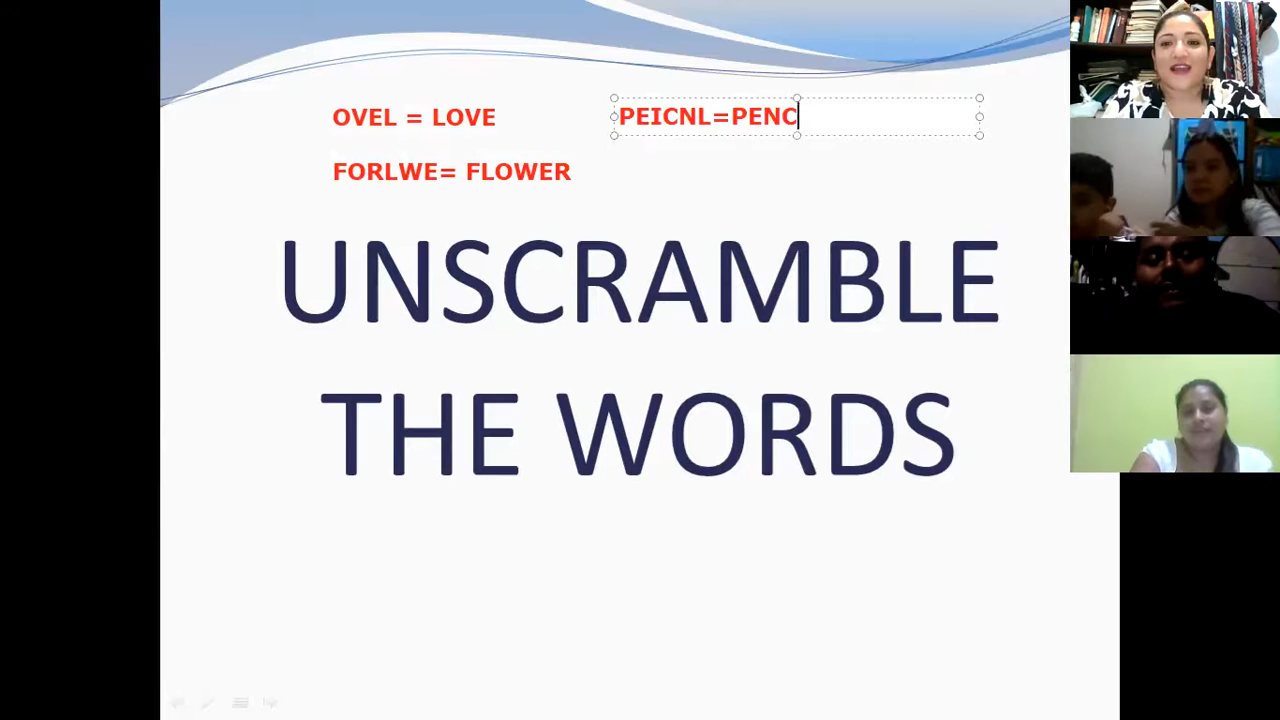 OVEL = LOVE
PEICNL=PENC
FORLWE= FLOWER
UNSCRAMBLE
THE WORDS